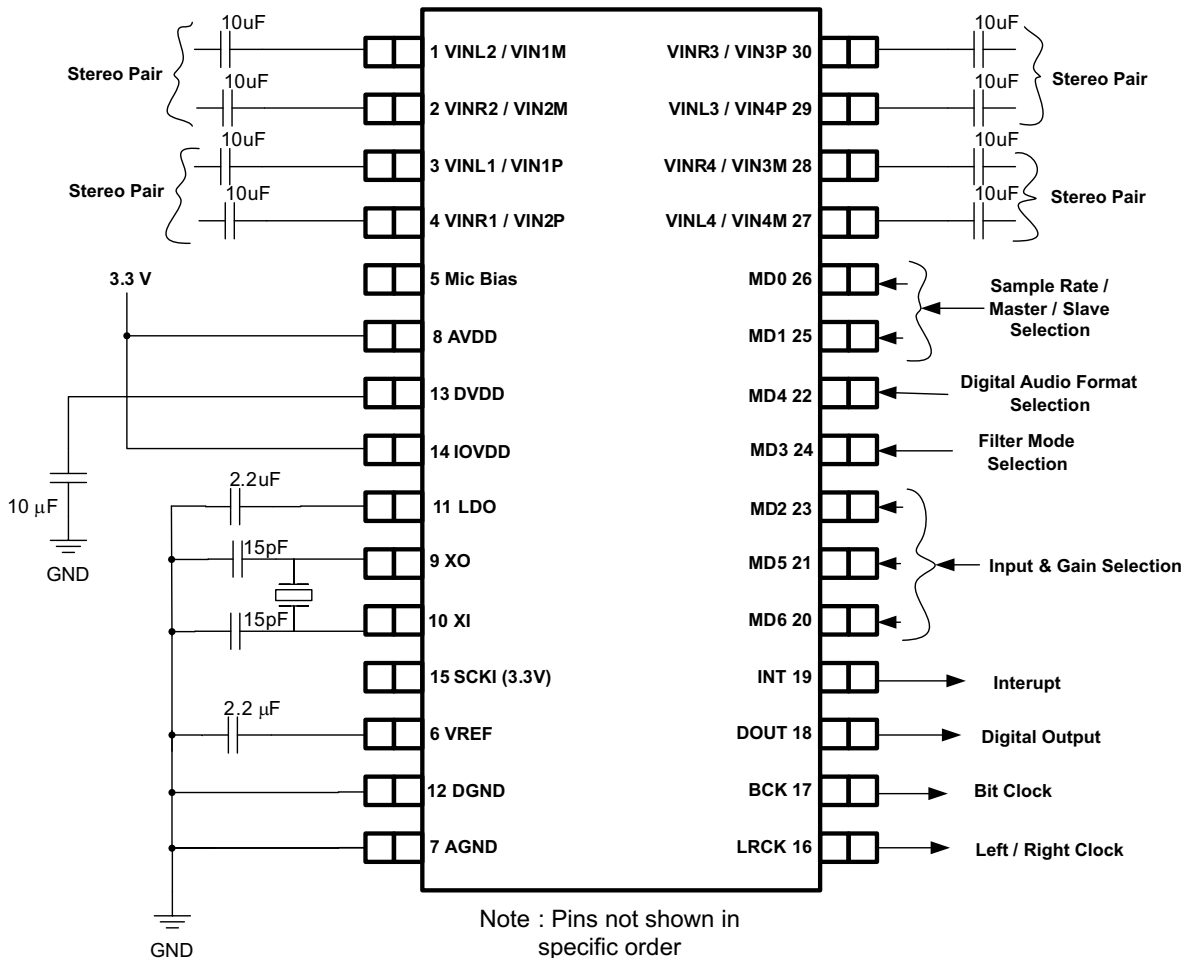 10uF
1 VINL2 / VIN1M
VINR3 / VIN3P 30
10uF
Stereo Pair
Stereo Pair
10uF
2 VINR2 / VIN2M
VINL3 / VIN4P 29
10uF
10uF
3 VINL1 / VIN1P
VINR4 / VIN3M 28
10uF
Stereo Pair
Stereo Pair
10uF
4 VINR1 / VIN2P
VINL4 / VIN4M 27
10uF
3.3 V
5 Mic Bias
MD0 26
Sample Rate /
Master / Slave
Selection
8 AVDD
MD1 25
13 DVDD
MD4 22
Digital Audio Format
Selection
14 IOVDD
MD3 24
Filter Mode
Selection
10 μF
GND
2.2uF
11 LDO
MD2 23
15pF
9 XO
MD5 21
Input & Gain Selection
15pF
10 XI
MD6 20
15 SCKI (3.3V)
INT 19
Interupt
2.2 μF
6 VREF
DOUT 18
Digital Output
12 DGND
BCK 17
Bit Clock
7 AGND
LRCK 16
Left / Right Clock
GND
Note : Pins not shown in
specific order